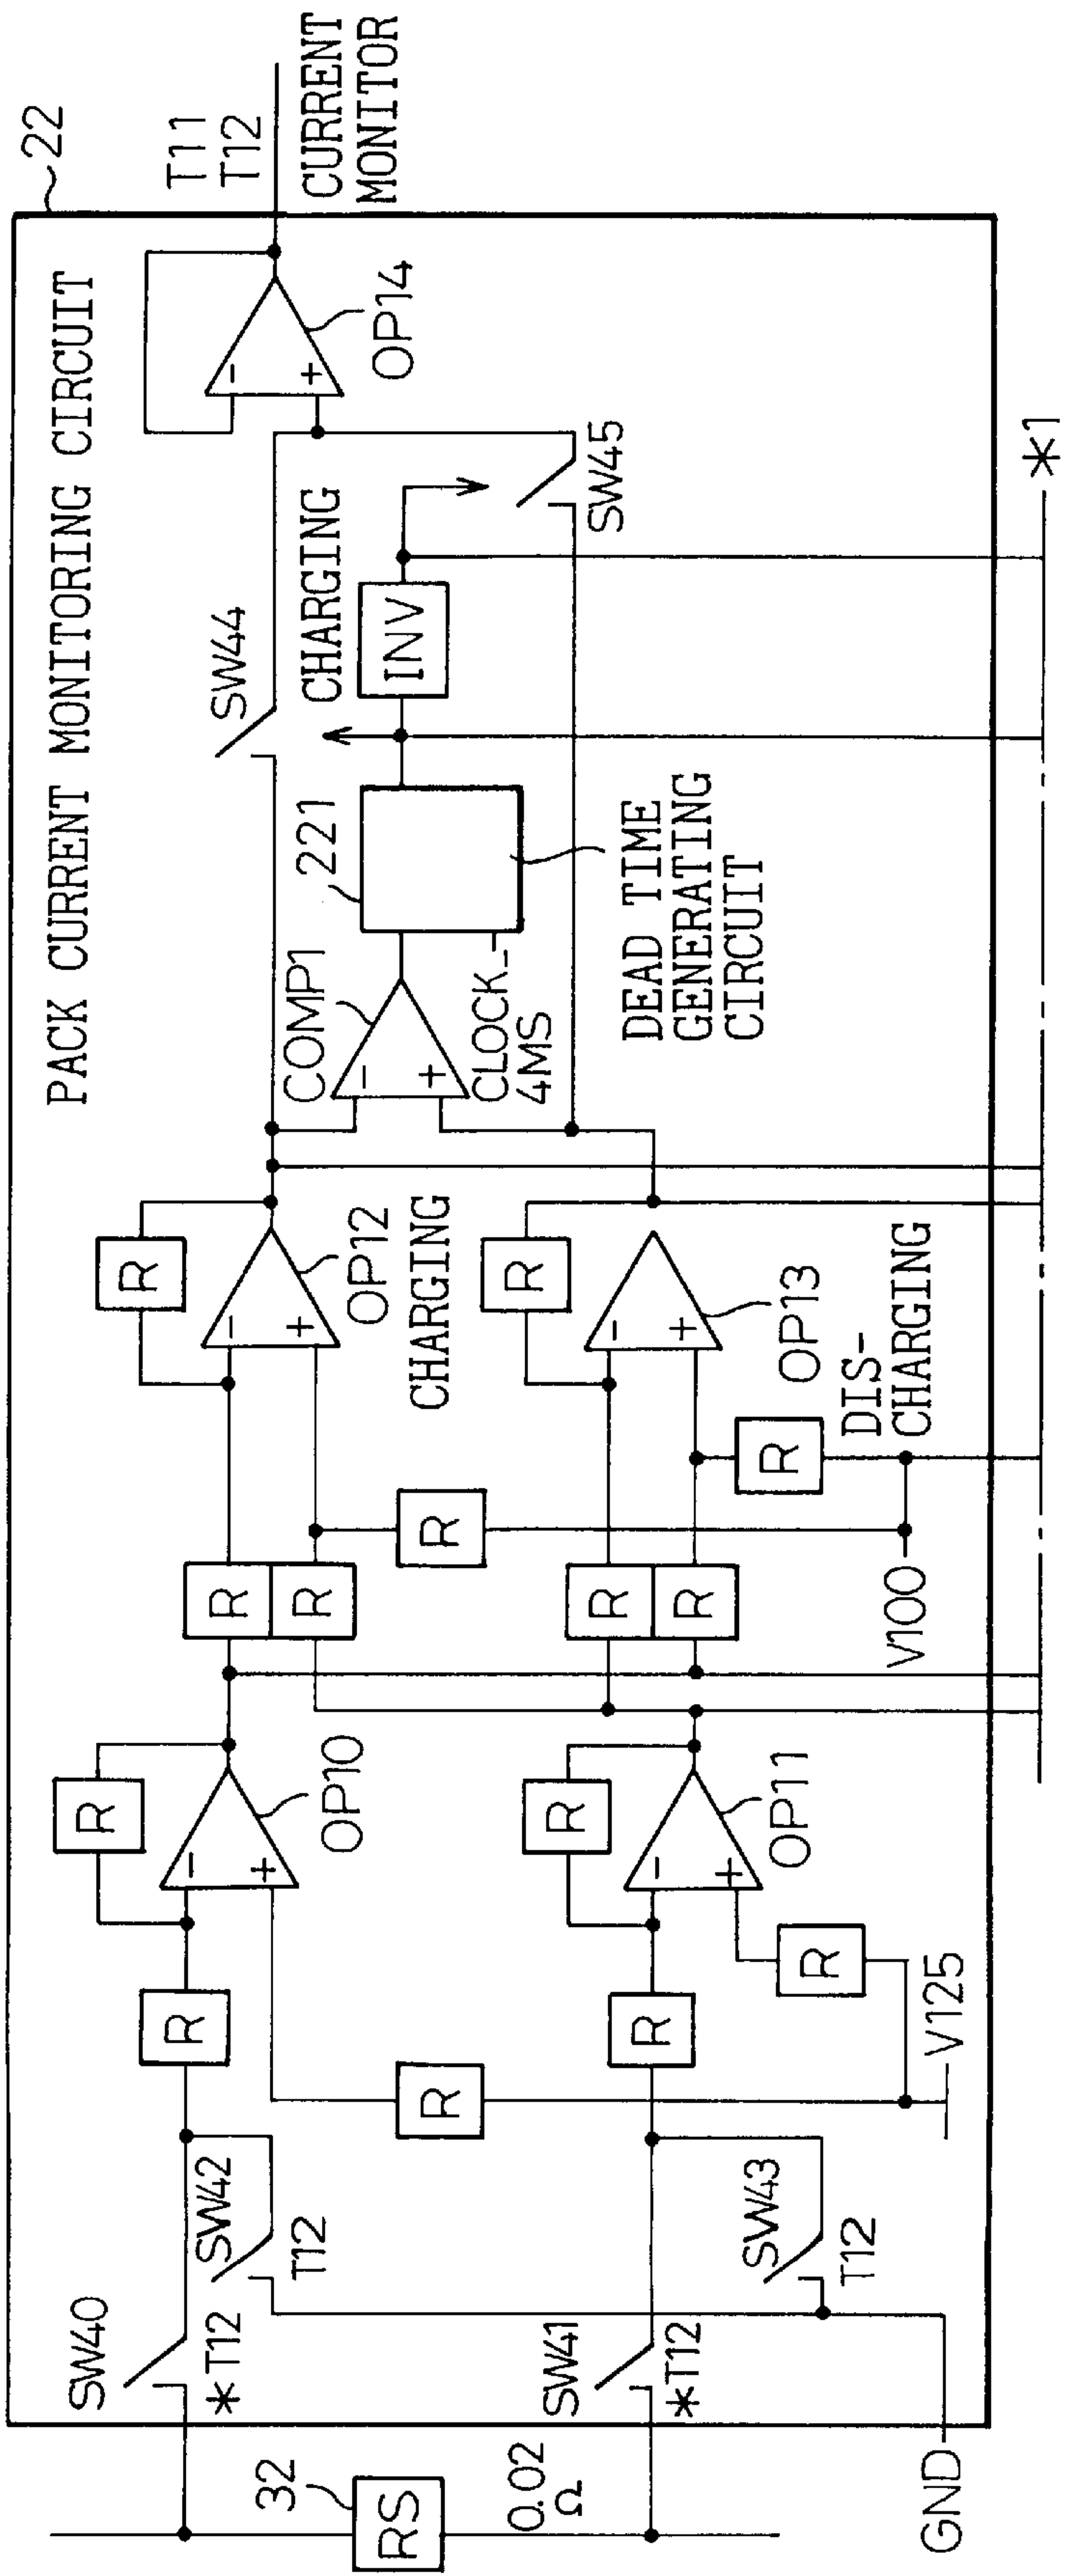 PACK CURRENT MONITORING CIRCUIT
22
T11
T12
CURRENT
MONITOR
32
RS
0.02
Ω
GND
SW40
*T12
SW41
*T12
SW42
T12
SW43
T12
R
R
R
R
R
R
R
V125
-
+
OP10
-
+
OP11
R
R
R
R
R
R
V100
R
R
-
+
OP12
CHARGING
-
+
OP13
DIS-
CHARGING
COMP1
-
+
CLOCK
4MS
221
DEAD TIME
GENERATING
CIRCUIT
SW44
CHARGING
INV
SW45
-
+
OP14
*1